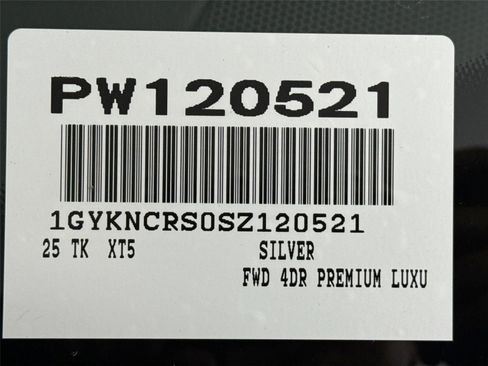 PW120521
1GYKNCRS0SZ120521
25 TK XT5 SILVER
FWD 4DR PREMIUM LUXU